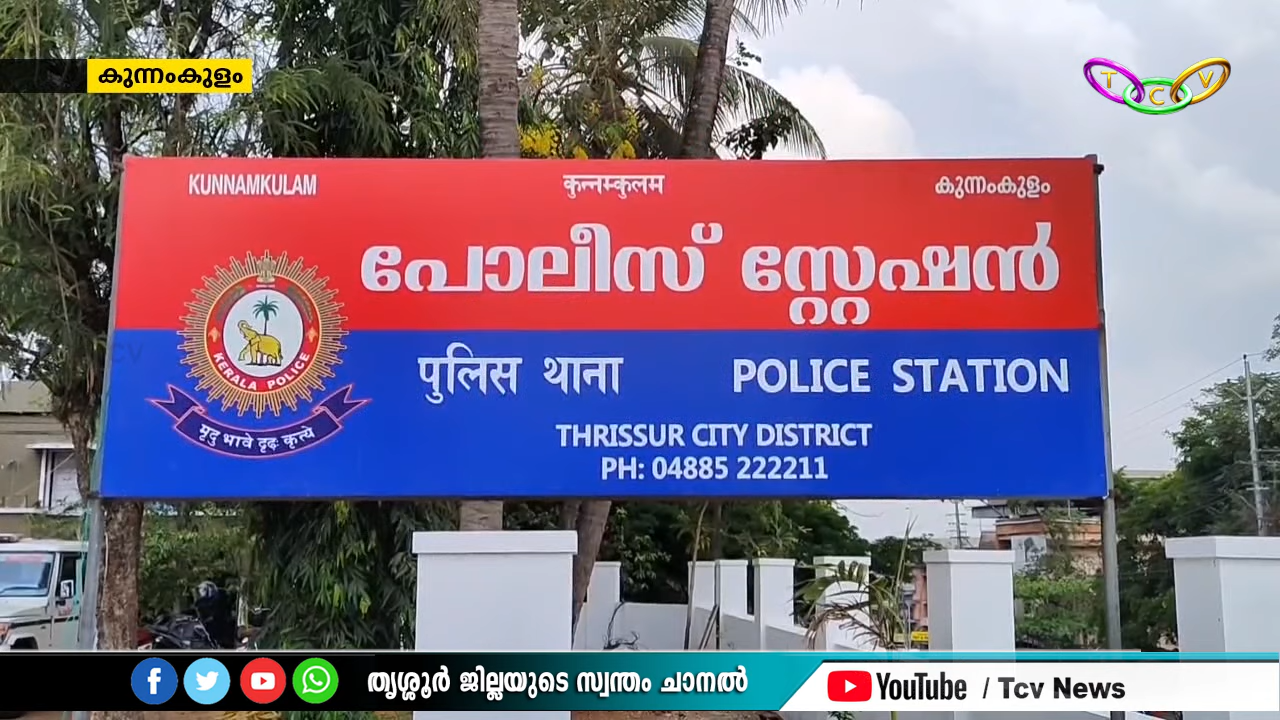 കുന്നംകുളം
T C V
KUNNAMKULAM
कुन्नम्कुलम
കുന്നംകുളം
പോലീസ് സ്റ്റേഷൻ
KERALA POLICE
मृदु भावे दृढ़ः कृत्ये
पुलिस थाना
POLICE STATION
THRISSUR CITY DISTRICT
PH: 04885 222211
തൃശ്ശൂർ ജില്ലയുടെ സ്വന്തം ചാനൽ
YouTube / Tcv News